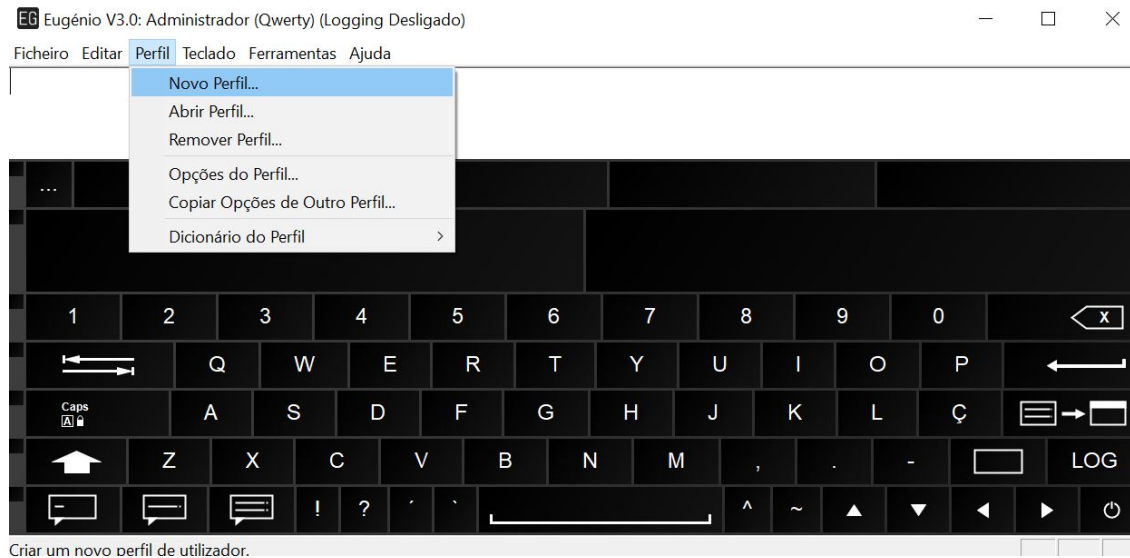 EG Eugénio V3.0: Administrador (Qwerty) (Logging Desligado)
Ficheiro Editar Perfil Teclado Ferramentas Ajuda
Novo Perfil...
Abrir Perfil...
Remover Perfil...
Opções do Perfil...
Copiar Opções de Outro Perfil...
Dicionário do Perfil >
...
1 2 3 4 5 6 7 8 9 0 X
Q W E R T Y U I O P
Caps
A
A S D F G H J K L Ç
Z X C V B N M , . - LOG
! ? ´ ` ^ ~
Criar um novo perfil de utilizador.